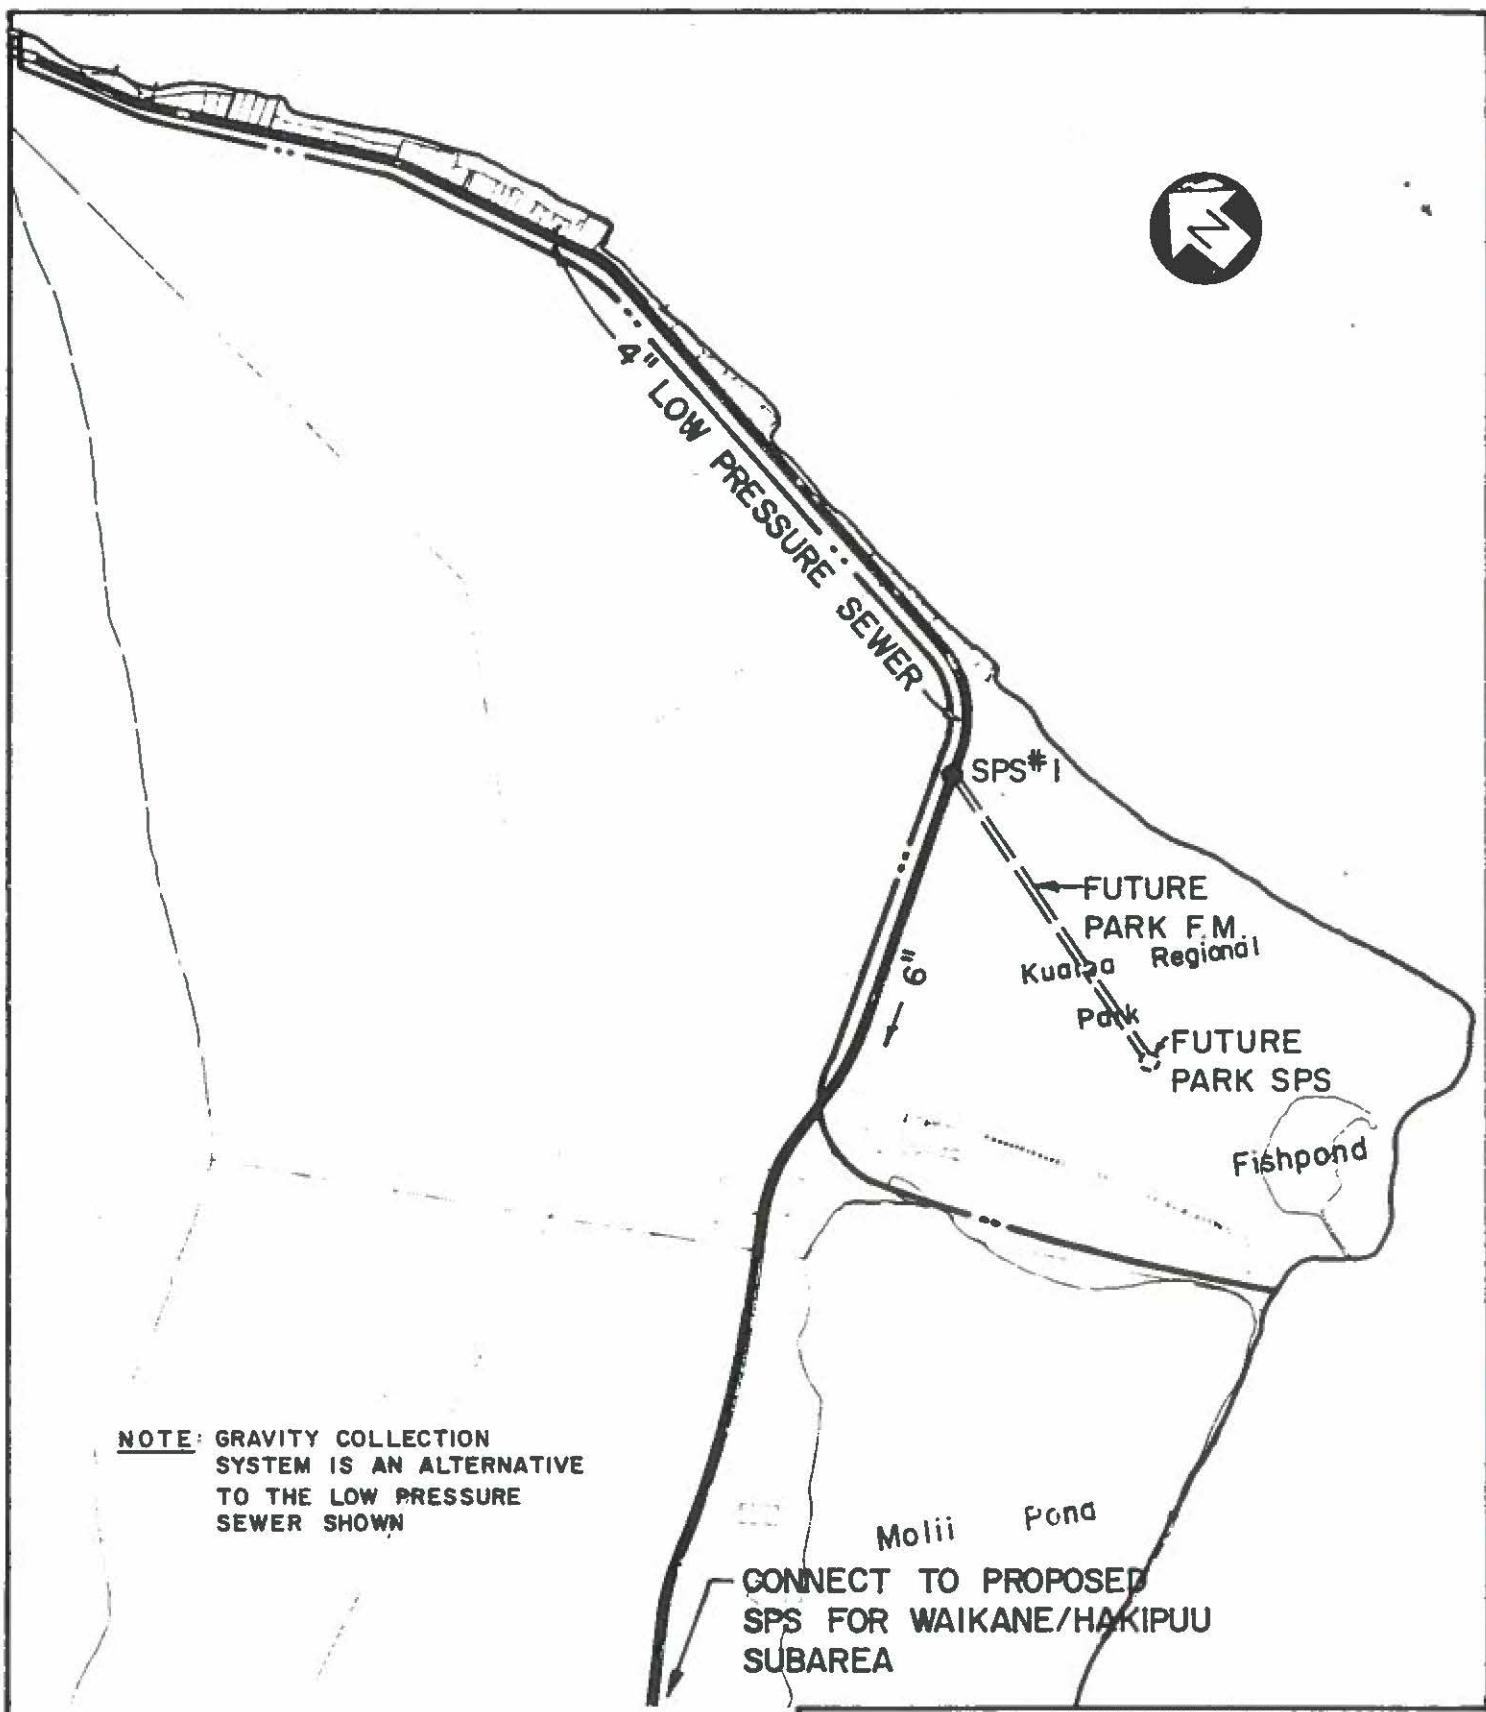 N
4" LOW PRESSURE SEWER
SPS#1
FUTURE
PARK F.M.
Kualoa Regional
Park
6"
FUTURE
PARK SPS
Fishpond
NOTE: GRAVITY COLLECTION
SYSTEM IS AN ALTERNATIVE
TO THE LOW PRESSURE
SEWER SHOWN
Molii Pond
CONNECT TO PROPOSED
SPS FOR WAIKANE/HAKIPUU
SUBAREA